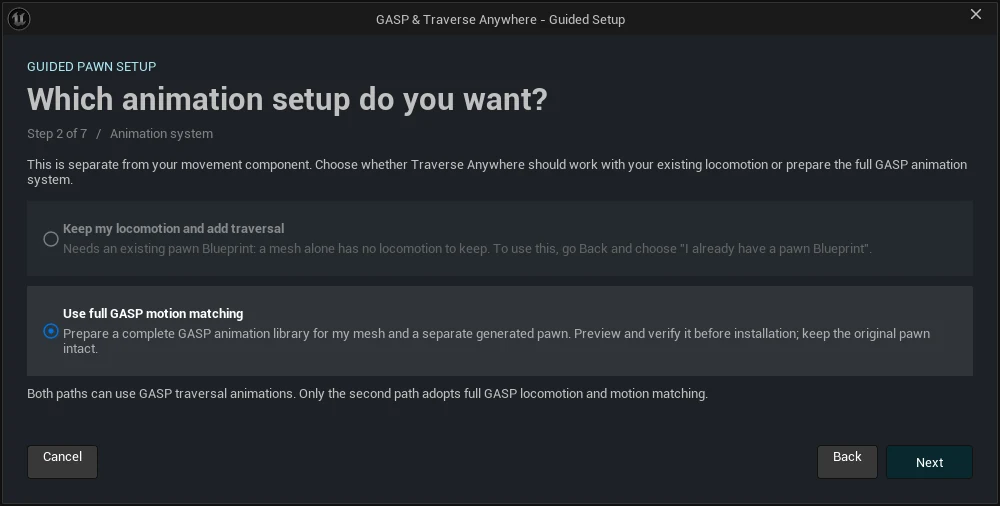 GASP & Traverse Anywhere - Guided Setup
GUIDED PAWN SETUP
Which animation setup do you want?
Step 2 of 7 / Animation system
This is separate from your movement component. Choose whether Traverse Anywhere should work with your existing locomotion or prepare the full GASP animation
system.
Keep my locomotion and add traversal
Needs an existing pawn Blueprint: a mesh alone has no locomotion to keep. To use this, go Back and choose "I already have a pawn Blueprint".
Use full GASP motion matching
Prepare a complete GASP animation library for my mesh and a separate generated pawn. Preview and verify it before installation; keep the original pawn
intact.
Both paths can use GASP traversal animations. Only the second path adopts full GASP locomotion and motion matching.
Cancel
Back
Next